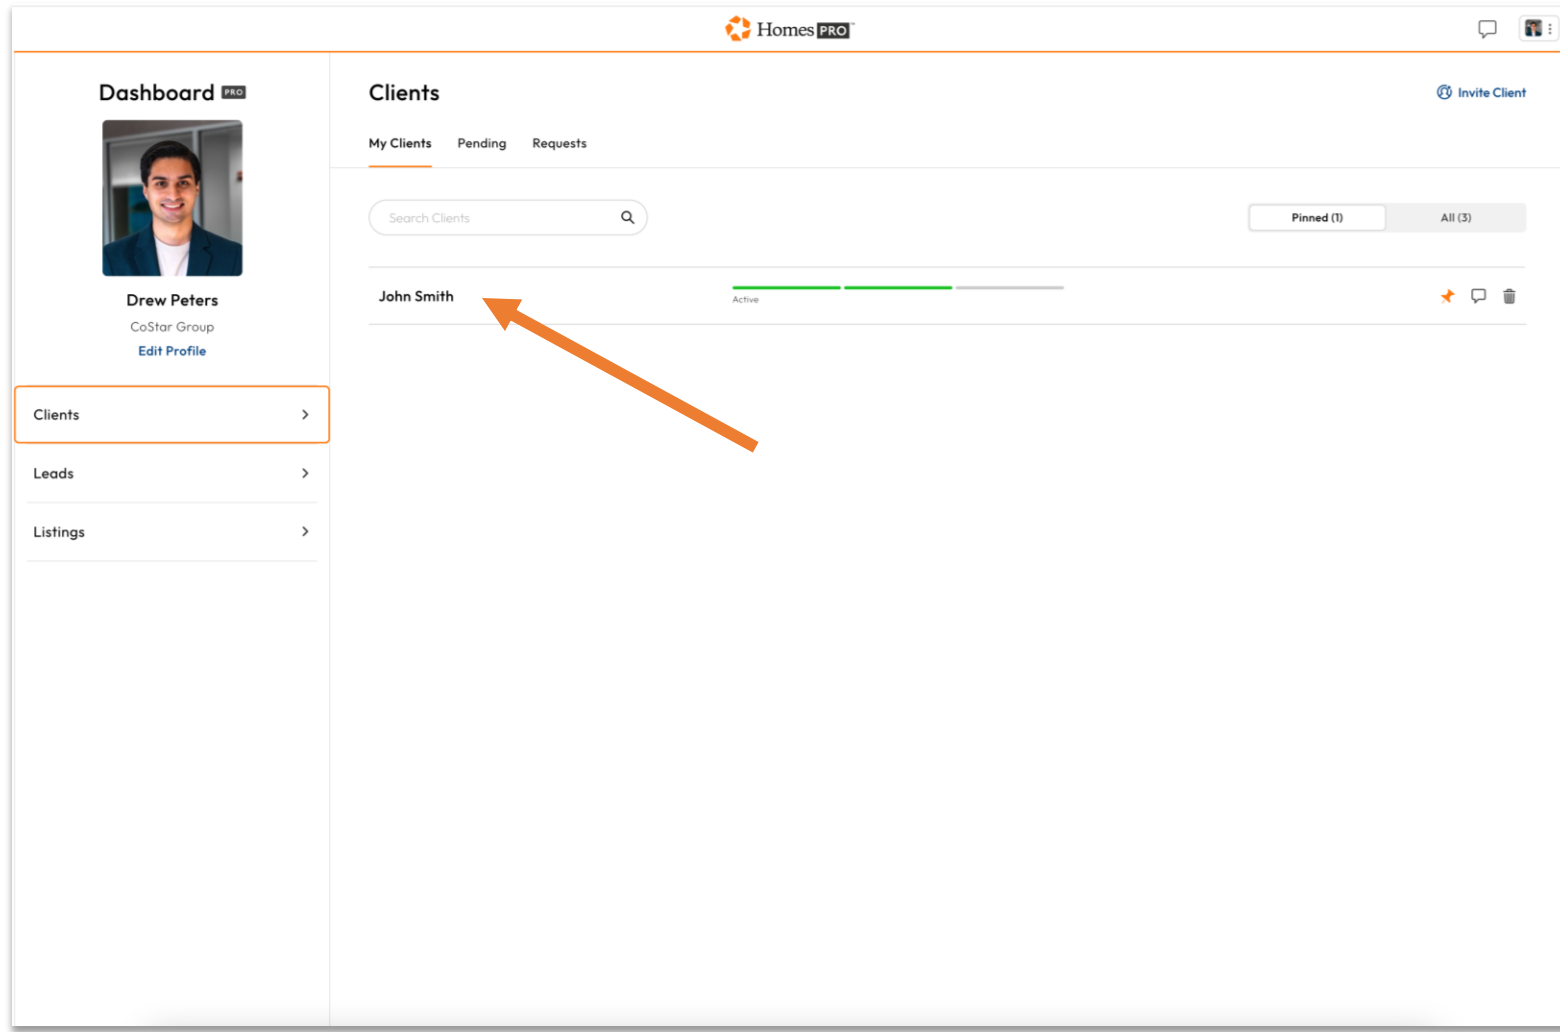 Homes PRO™
Dashboard PRO
Drew Peters
CoStar Group
Edit Profile
Clients
Leads
Listings
Clients
Invite Client
My Clients Pending Requests
Search Clients
Pinned (1) All (3)
John Smith
Active